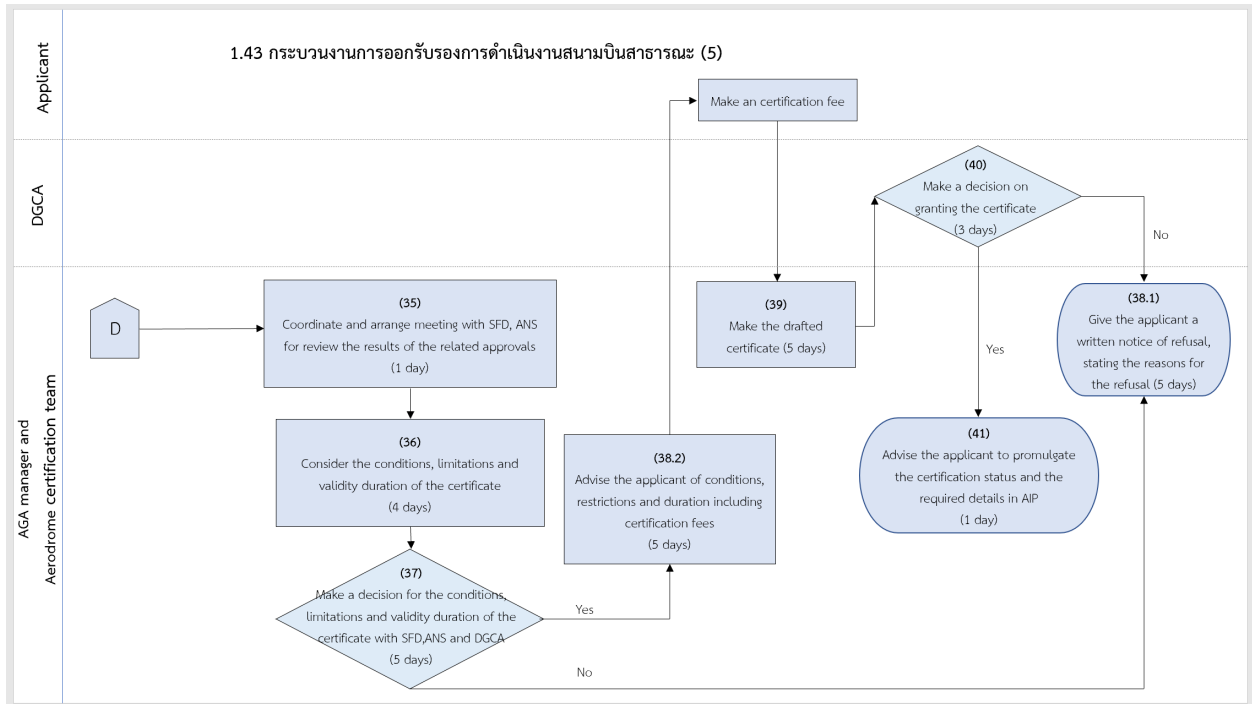 1.43 กระบวนงานการออกรับรองการดำเนินงานสนามบินสาธารณะ (5)
Applicant
Make an certification fee
DGCA
(40)
Make a decision on
granting the certificate
(3 days)
No
Yes
AGA manager and
Aerodrome certification team
D
(35)
Coordinate and arrange meeting with SFD, ANS
for review the results of the related approvals
(1 day)
(36)
Consider the conditions, limitations and
validity duration of the certificate
(4 days)
(37)
Make a decision for the conditions,
limitations and validity duration of the
certificate with SFD,ANS and DGCA
(5 days)
Yes
No
(38.2)
Advise the applicant of conditions,
restrictions and duration including
certification fees
(5 days)
(39)
Make the drafted
certificate (5 days)
(38.1)
Give the applicant a
written notice of refusal,
stating the reasons for
the refusal (5 days)
(41)
Advise the applicant to promulgate
the certification status and the
required details in AIP
(1 day)